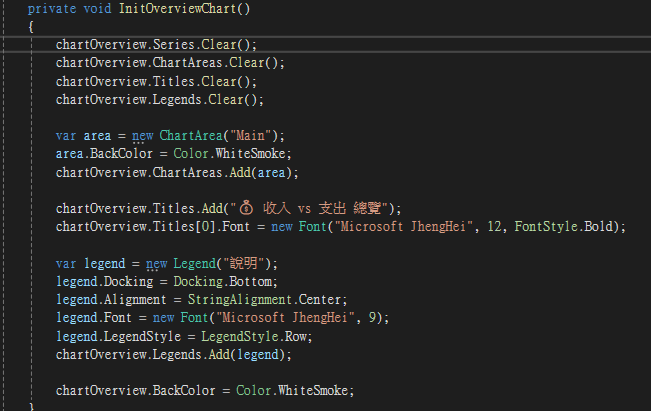 private void InitOverviewChart()
{
chartOverview.Series.Clear();
chartOverview.ChartAreas.Clear();
chartOverview.Titles.Clear();
chartOverview.Legends.Clear();
var area = new ChartArea("Main");
area.BackColor = Color.WhiteSmoke;
chartOverview.ChartAreas.Add(area);
chartOverview.Titles.Add("💰 收入 vs 支出 總覽");
chartOverview.Titles[0].Font = new Font("Microsoft JhengHei", 12, FontStyle.Bold);
var legend = new Legend("說明");
legend.Docking = Docking.Bottom;
legend.Alignment = StringAlignment.Center;
legend.Font = new Font("Microsoft JhengHei", 9);
legend.LegendStyle = LegendStyle.Row;
chartOverview.Legends.Add(legend);
chartOverview.BackColor = Color.WhiteSmoke;
}